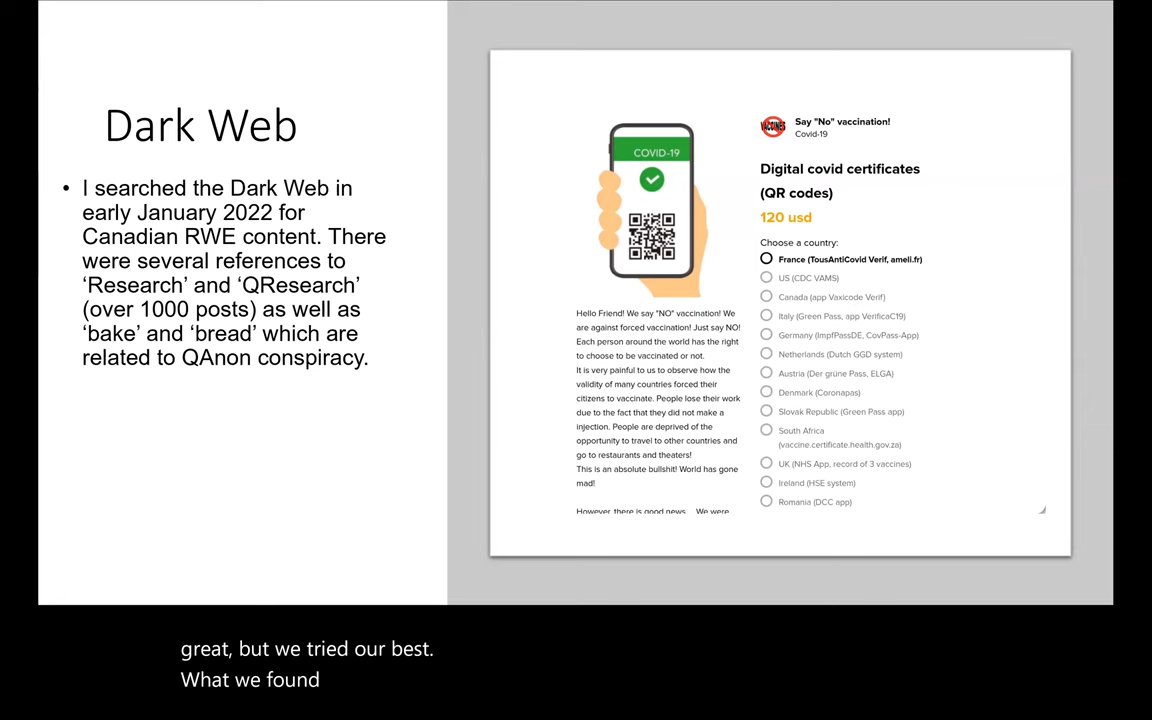 Dark Web
• I searched the Dark Web in
early January 2022 for
Canadian RWE content. There
were several references to
‘Research’ and ‘QResearch’
(over 1000 posts) as well as
‘bake’ and ‘bread’ which are
related to QAnon conspiracy.
COVID-19
Hello Friend! We say "NO" vaccination! We
are against forced vaccination! Just say NO!
Each person around the world has the right
to choose to be vaccinated or not.
It is very painful to us to observe how the
validity of many countries forced their
citizens to vaccinate. People lose their work
due to the fact that they did not make a
injection. People are deprived of the
opportunity to travel to other countries and
go to restaurants and theaters!
This is an absolute bullshit! World has gone
mad!
However, there is good news... We were
VACCINES
Say "No" vaccination!
Covid-19
Digital covid certificates
(QR codes)
120 usd
Choose a country:
France (TousAntiCovid Verif, ameli.fr)
US (CDC VAMS)
Canada (app Vaxicode Verif)
Italy (Green Pass, app VerificaC19)
Germany (ImpfPassDE, CovPass-App)
Netherlands (Dutch GGD system)
Austria (Der grüne Pass, ELGA)
Denmark (Coronapas)
Slovak Republic (Green Pass app)
South Africa
(vaccine.certificate.health.gov.za)
UK (NHS App, record of 3 vaccines)
Ireland (HSE system)
Romania (DCC app)
great, but we tried our best.
What we found